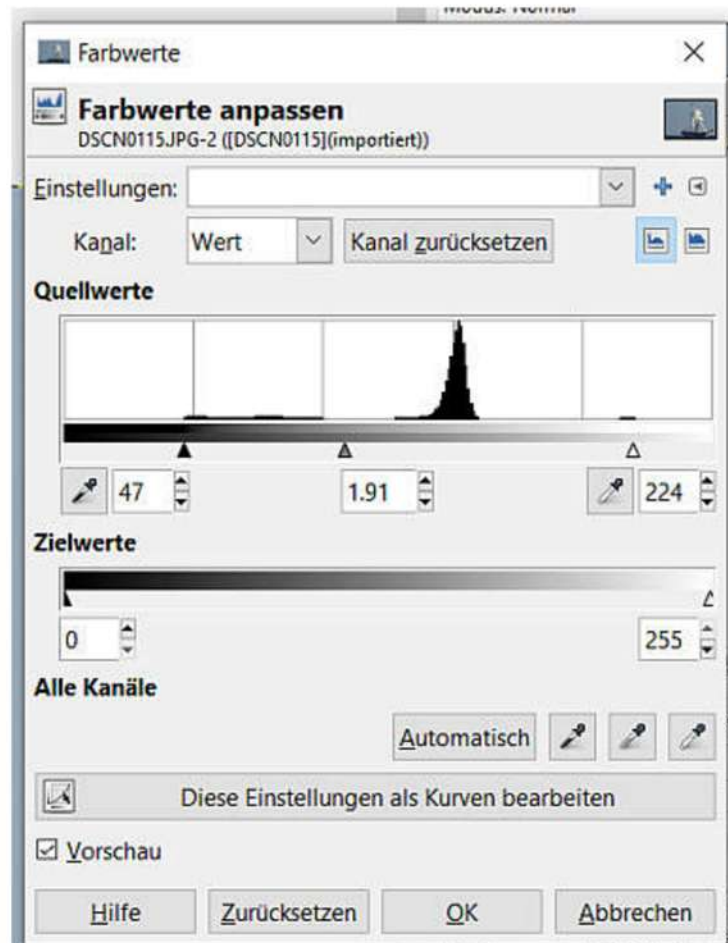 Modus: Normal
Farbwerte
Farbwerte anpassen
DSCN0115.JPG-2 ([DSCN0115](importiert))
Einstellungen:
Kanal: Wert Kanal zurücksetzen
Quellwerte
47 1.91 224
Zielwerte
0 255
Alle Kanäle
Automatisch
Diese Einstellungen als Kurven bearbeiten
Vorschau
Hilfe Zurücksetzen OK Abbrechen